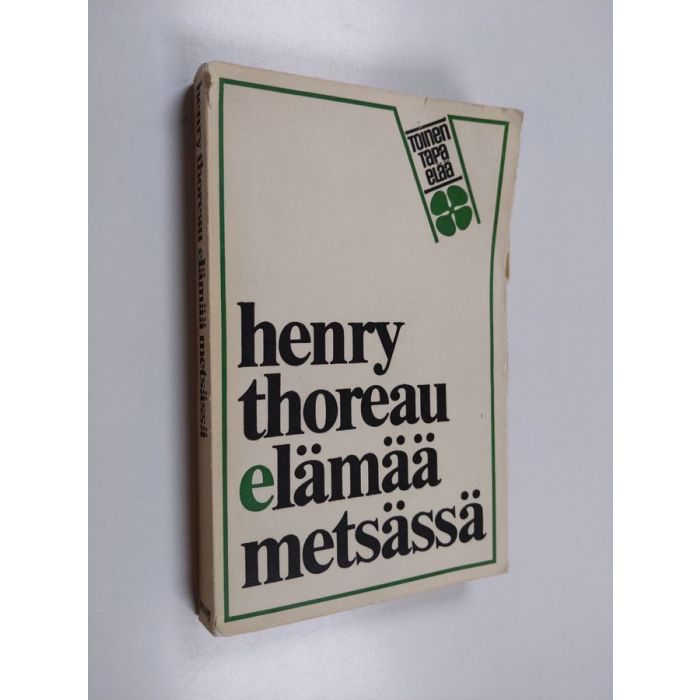 TOINEN
TAPA
elää
henry
thoreau
elämää
metsässä
henry thoreau elämää metsässä